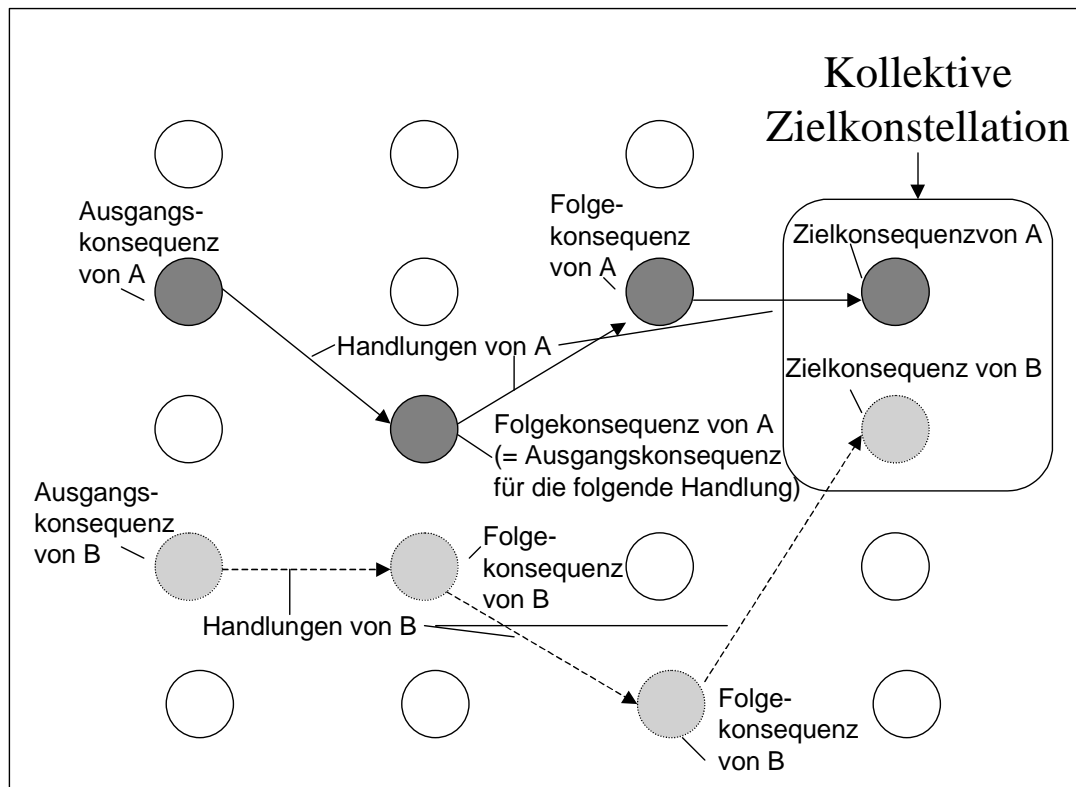 Kollektive
Zielkonstellation
Ausgangs-
konsequenz
von A
Folge-
konsequenz
von A
Zielkonsequenzvon A
Handlungen von A
Zielkonsequenz von B
Folgekonsequenz von A
(= Ausgangskonsequenz
für die folgende Handlung)
Ausgangs-
konsequenz
von B
Folge-
konsequenz
von B
Handlungen von B
Folge-
konsequenz
von B